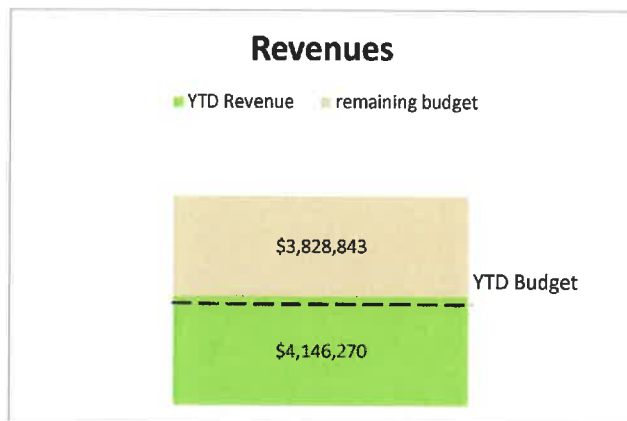 Revenues
YTD Revenue remaining budget
$3,828,843
YTD Budget
$4,146,270